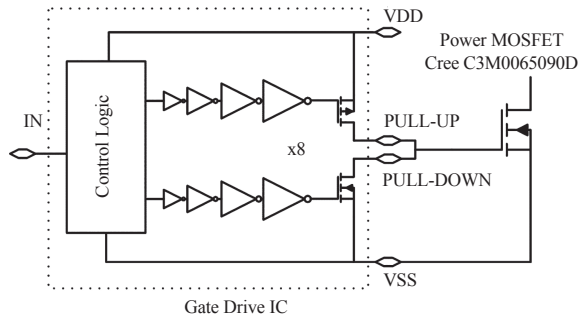 VDD
Power MOSFET
Cree C3M0065090D
IN
Control Logic
PULL-UP
x8
PULL-DOWN
VSS
Gate Drive IC